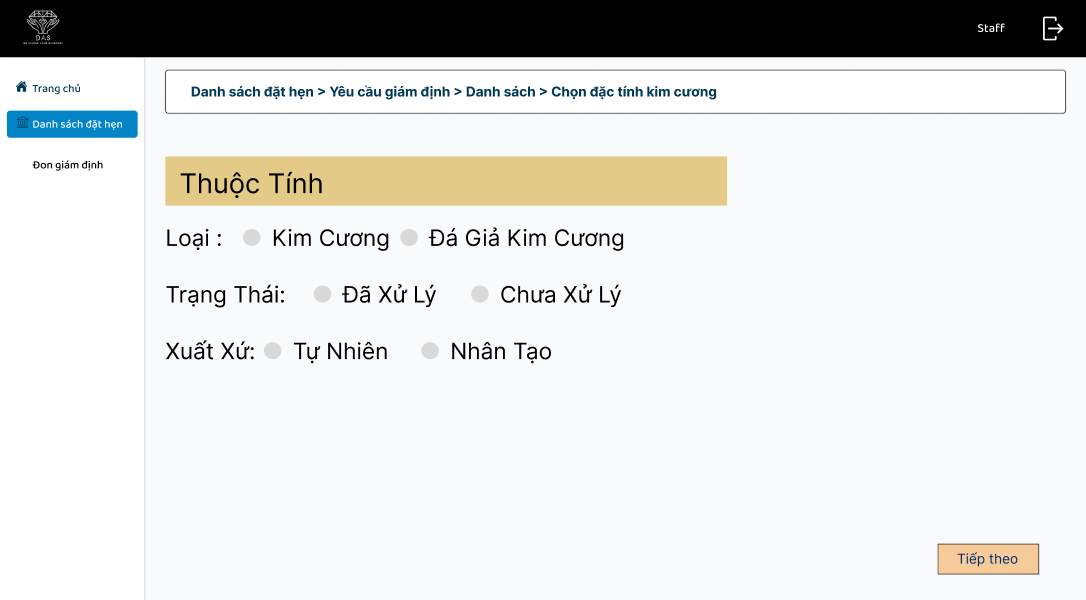 DAS
Staff
Trang chủ
Danh sách đặt hẹn
Đon giám định
Danh sách đặt hẹn > Yêu cầu giám định > Danh sách > Chọn đặc tính kim cương
Thuộc Tính
Loại : Kim Cương Đá Giả Kim Cương
Trạng Thái: Đã Xử Lý Chưa Xử Lý
Xuất Xứ: Tự Nhiên Nhân Tạo
Tiếp theo